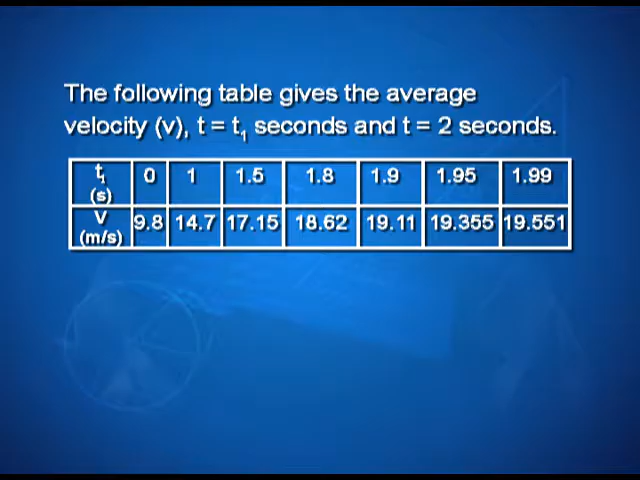 The following table gives the average
velocity (v), t = t₁ seconds and t = 2 seconds.
t₁ (s) 0 1 1.5 1.8 1.9 1.95 1.99
V (m/s) 9.8 14.7 17.15 18.62 19.11 19.355 19.551